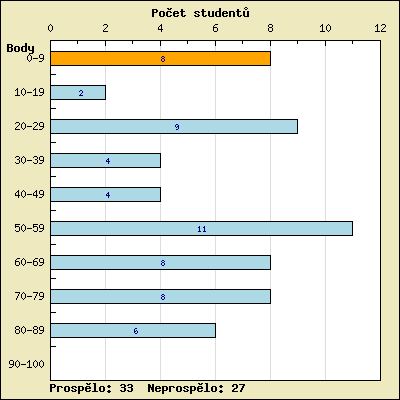 Počet studentů
0 2 4 6 8 10 12
Body
0-9 8
10-19 2
20-29 9
30-39 4
40-49 4
50-59 11
60-69 8
70-79 8
80-89 6
90-100
Prospělo: 33 Neprospělo: 27